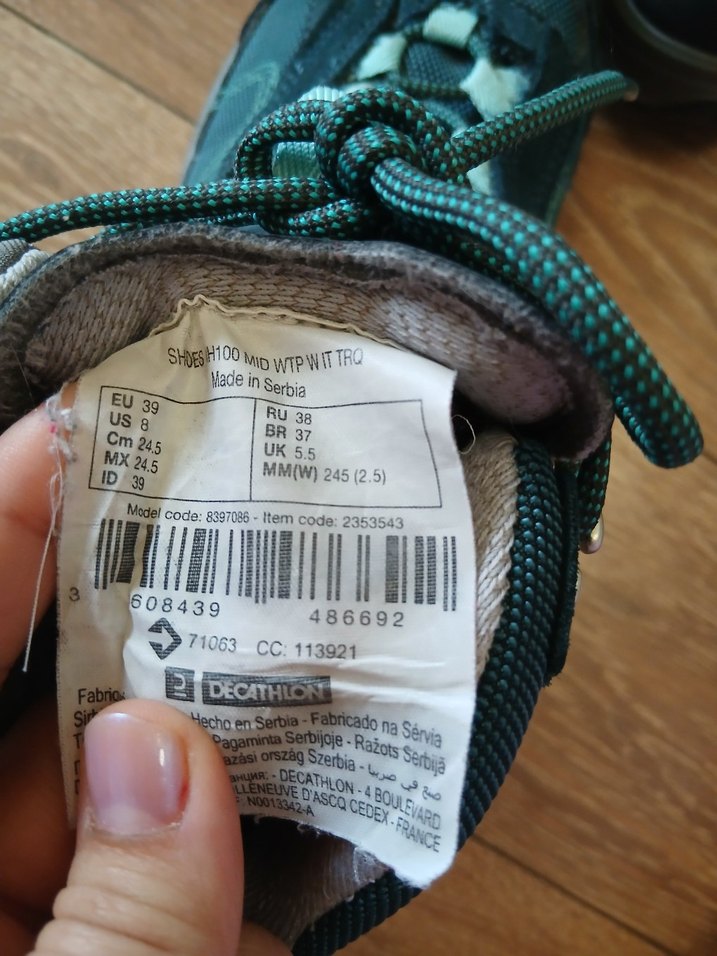 SHOES MH100 MID WTP W IT TRQ
Made in Serbia
EU 39
US 8
Cm 24.5
MX 24.5
ID 39
RU 38
BR 37
UK 5.5
MM(W) 245 (2.5)
Model code: 8397086 - Item code: 2353543
3 608439 486692
71063 CC: 113921
DECATHLON
Hecho en Serbia - Fabricado na Sérvia
Pagaminta Serbijoje - Ražots Serbijā
ország Szerbia - صنع في صربيا
- DECATHLON - 4 BOULEVARD
D'ASCQ CEDEX - FRANCE
N0013342-A